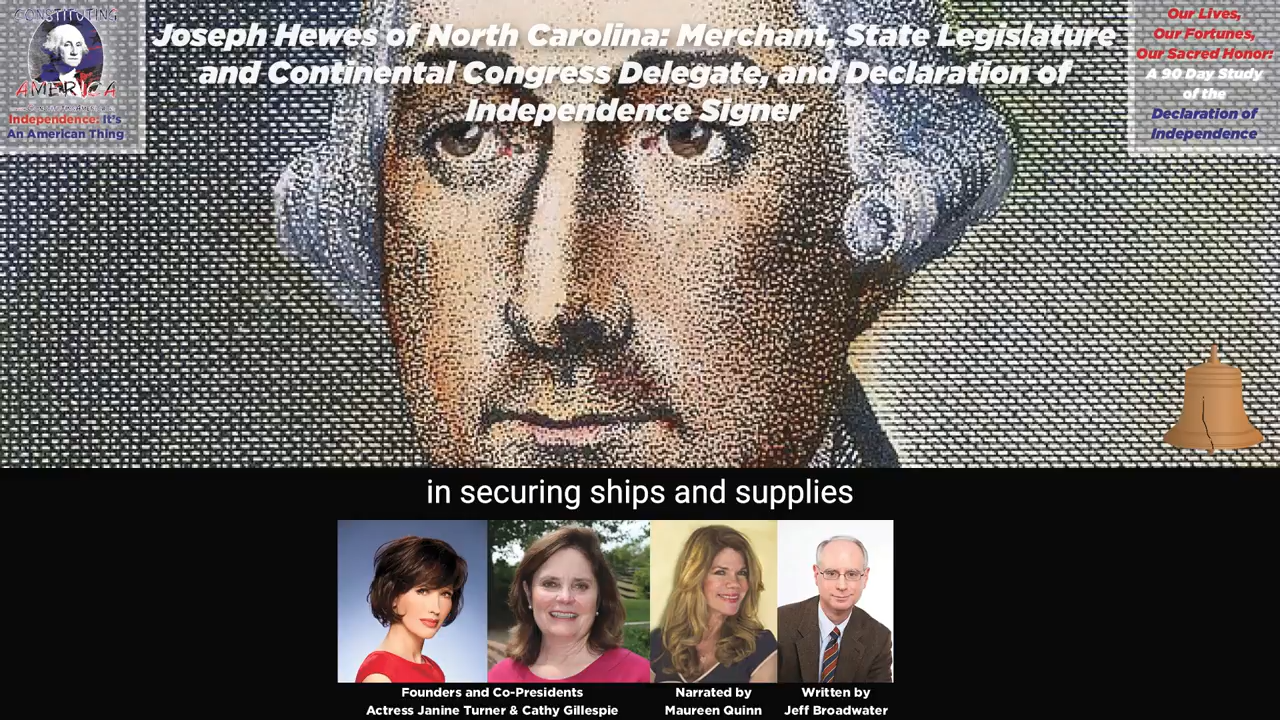 CONSTITUTING
AMERICA
Independence: It's
An American Thing
Joseph Hewes of North Carolina: Merchant, State Legislature
and Continental Congress Delegate, and Declaration of
Independence Signer
Our Lives,
Our Fortunes,
Our Sacred Honor:
A 90 Day Study
of the
Declaration of
Independence
in securing ships and supplies
Founders and Co-Presidents
Actress Janine Turner & Cathy Gillespie
Narrated by
Maureen Quinn
Written by
Jeff Broadwater